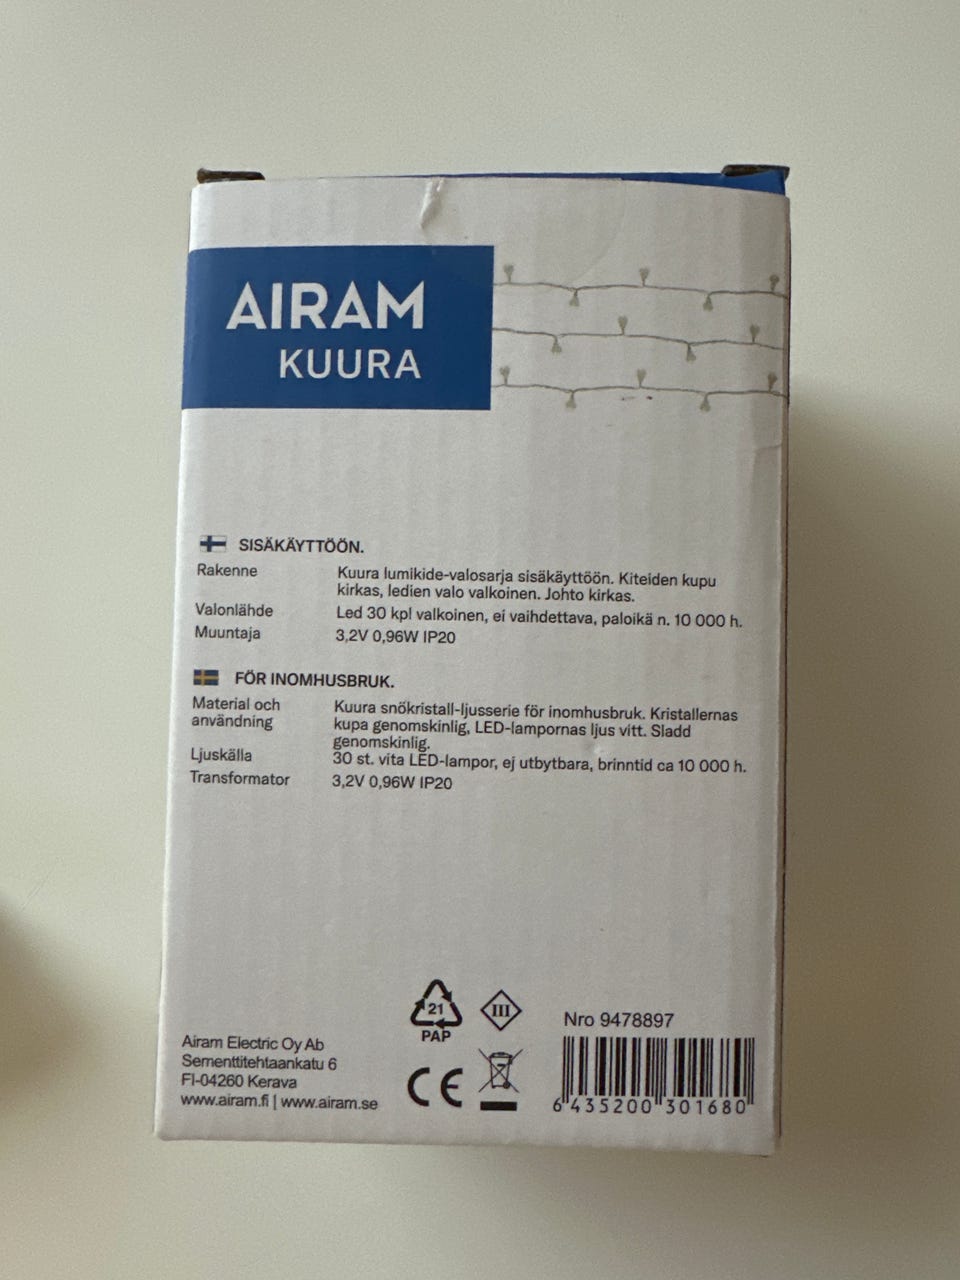 AIRAM
KUURA
SISÄKÄYTTÖÖN.
Rakenne Kuura lumikide-valosarja sisäkäyttöön. Kiteiden kupu
kirkas, ledien valo valkoinen. Johto kirkas.
Valonlähde Led 30 kpl valkoinen, ei vaihdettava, paloikä n. 10 000 h.
Muuntaja 3,2V 0,96W IP20
FÖR INOMHUSBRUK.
Material och Kuura snökristall-ljusserie för inomhusbruk. Kristallernas
användning kupa genomskinlig, LED-lampornas ljus vitt. Sladd
genomskinlig.
Ljuskälla 30 st. vita LED-lampor, ej utbytbara, brinntid ca 10 000 h.
Transformator 3,2V 0,96W IP20
21
PAP
III
CE
Nro 9478897
6 435200 301680
Airam Electric Oy Ab
Sementtitehtaankatu 6
FI-04260 Kerava
www.airam.fi | www.airam.se